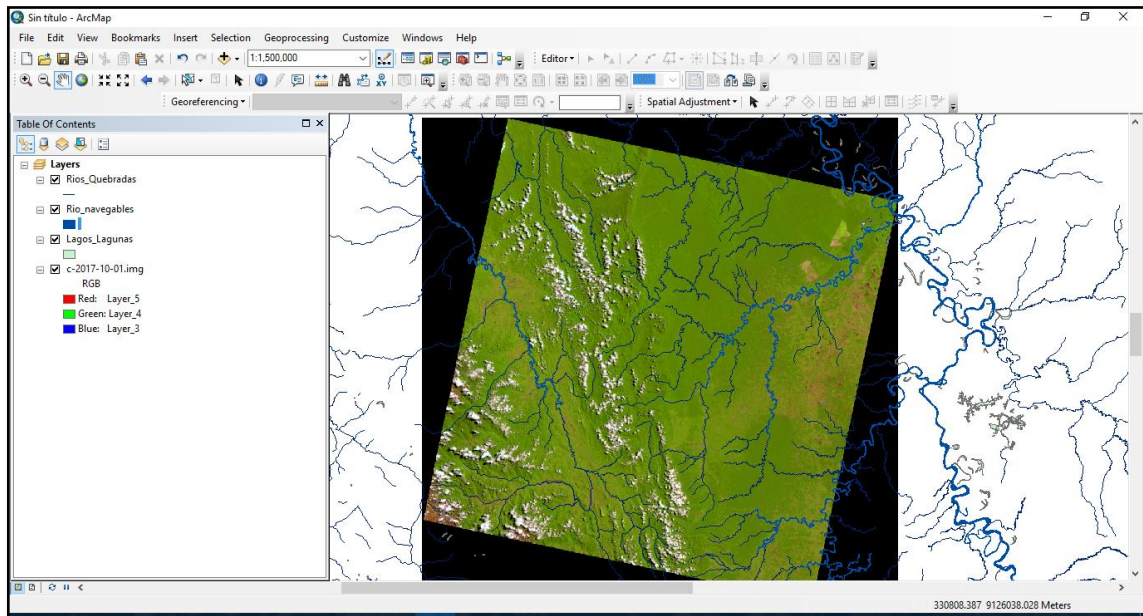 Sin título - ArcMap
File Edit View Bookmarks Insert Selection Geoprocessing Customize Windows Help
1:1,500,000
Editor
100%
Georeferencing
Spatial Adjustment
Table Of Contents
Layers
Rios_Quebradas
Rio_navegables
Lagos_Lagunas
c-2017-10-01.img
RGB
Red: Layer_5
Green: Layer_4
Blue: Layer_3
330808.387 9126038.028 Meters